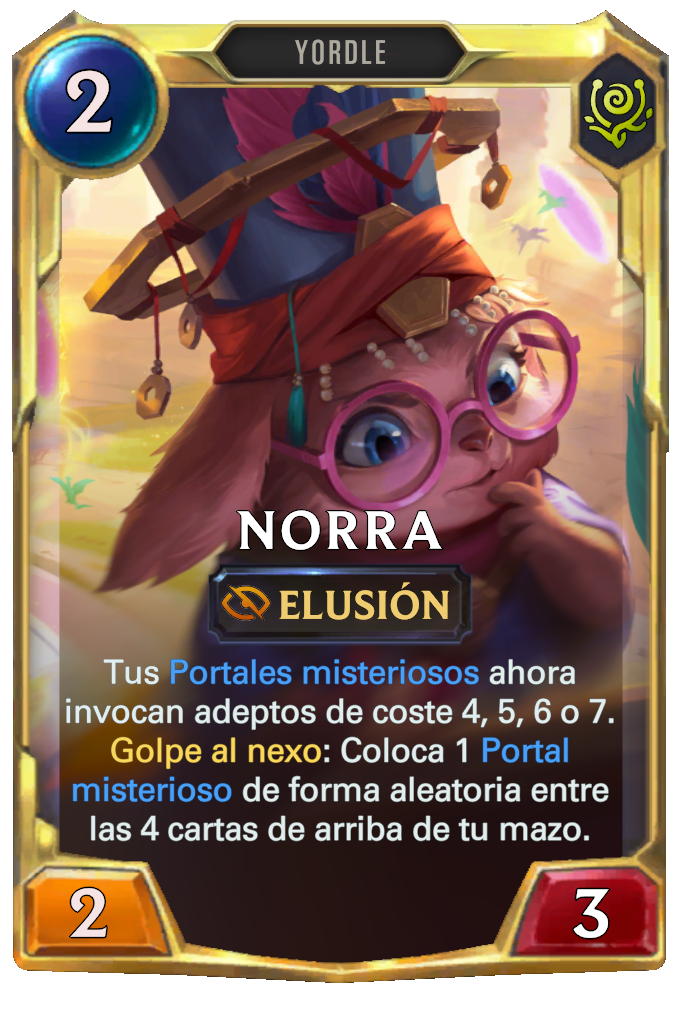 YORDLE
2
NORRA
ELUSIÓN
Tus Portales misteriosos ahora
invocan adeptos de coste 4, 5, 6 o 7.
Golpe al nexo: Coloca 1 Portal
misterioso de forma aleatoria entre
las 4 cartas de arriba de tu mazo.
2
3